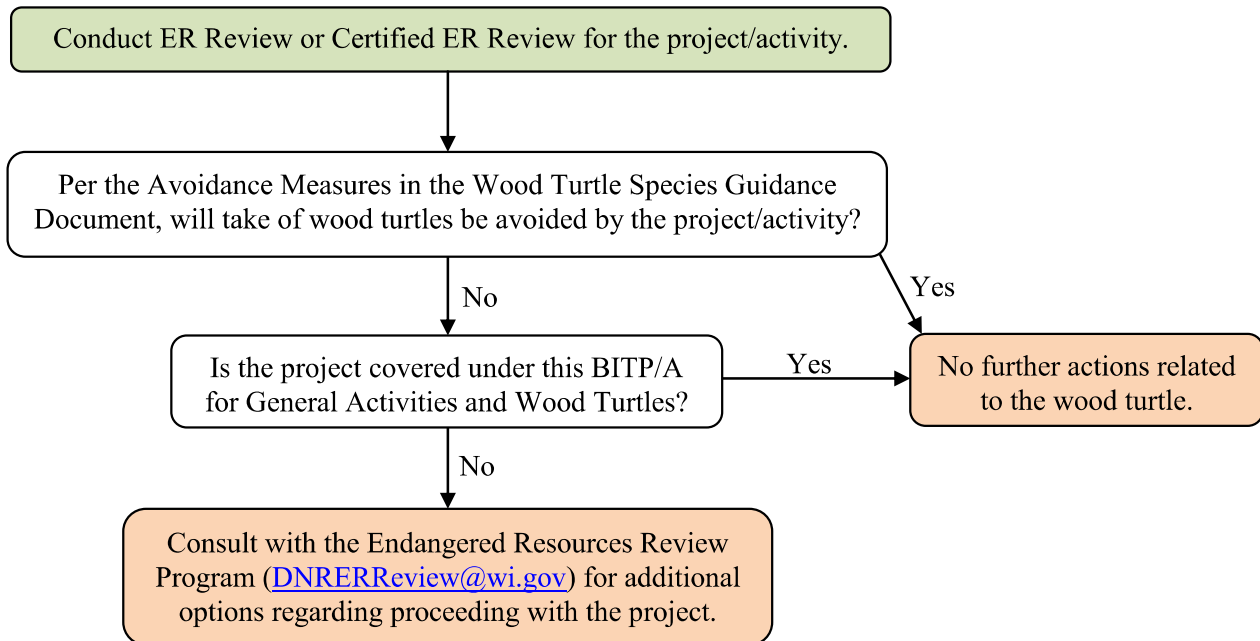 Conduct ER Review or Certified ER Review for the project/activity.
Per the Avoidance Measures in the Wood Turtle Species Guidance
Document, will take of wood turtles be avoided by the project/activity?
Yes
No
Is the project covered under this BITP/A
for General Activities and Wood Turtles?
Yes
No further actions related
to the wood turtle.
No
Consult with the Endangered Resources Review
Program (DNRERReview@wi.gov) for additional
options regarding proceeding with the project.